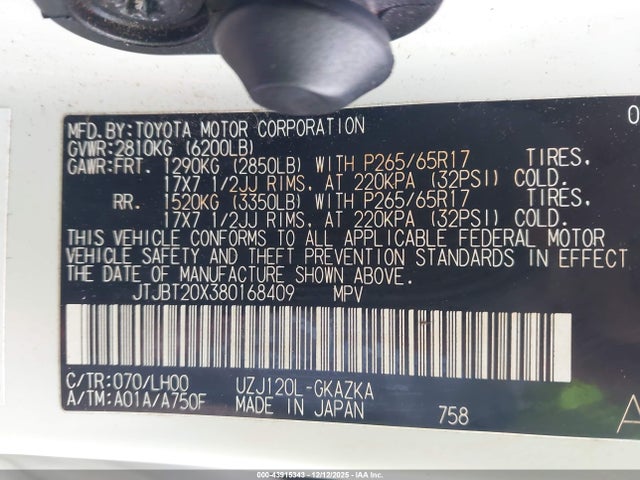 MFD.BY:TOYOTA MOTOR CORPORATION 0
GVWR:2810KG (6200LB)
GAWR:FRT. 1290KG (2850LB) WITH P265/65R17 TIRES,
17X7 1/2JJ RIMS, AT 220KPA (32PSI) COLD.
RR. 1520KG (3350LB) WITH P265/65R17 TIRES,
17X7 1/2JJ RIMS, AT 220KPA (32PSI) COLD.
THIS VEHICLE CONFORMS TO ALL APPLICABLE FEDERAL MOTOR
VEHICLE SAFETY AND THEFT PREVENTION STANDARDS IN EFFECT
THE DATE OF MANUFACTURE SHOWN ABOVE.
JTJBT20X380168409 MPV
C/TR:070/LH00 UZJ120L-GKAZKA
A/TM:A01A/A750F MADE IN JAPAN 758 A
000-43915343 - 12/12/2025 - IAA